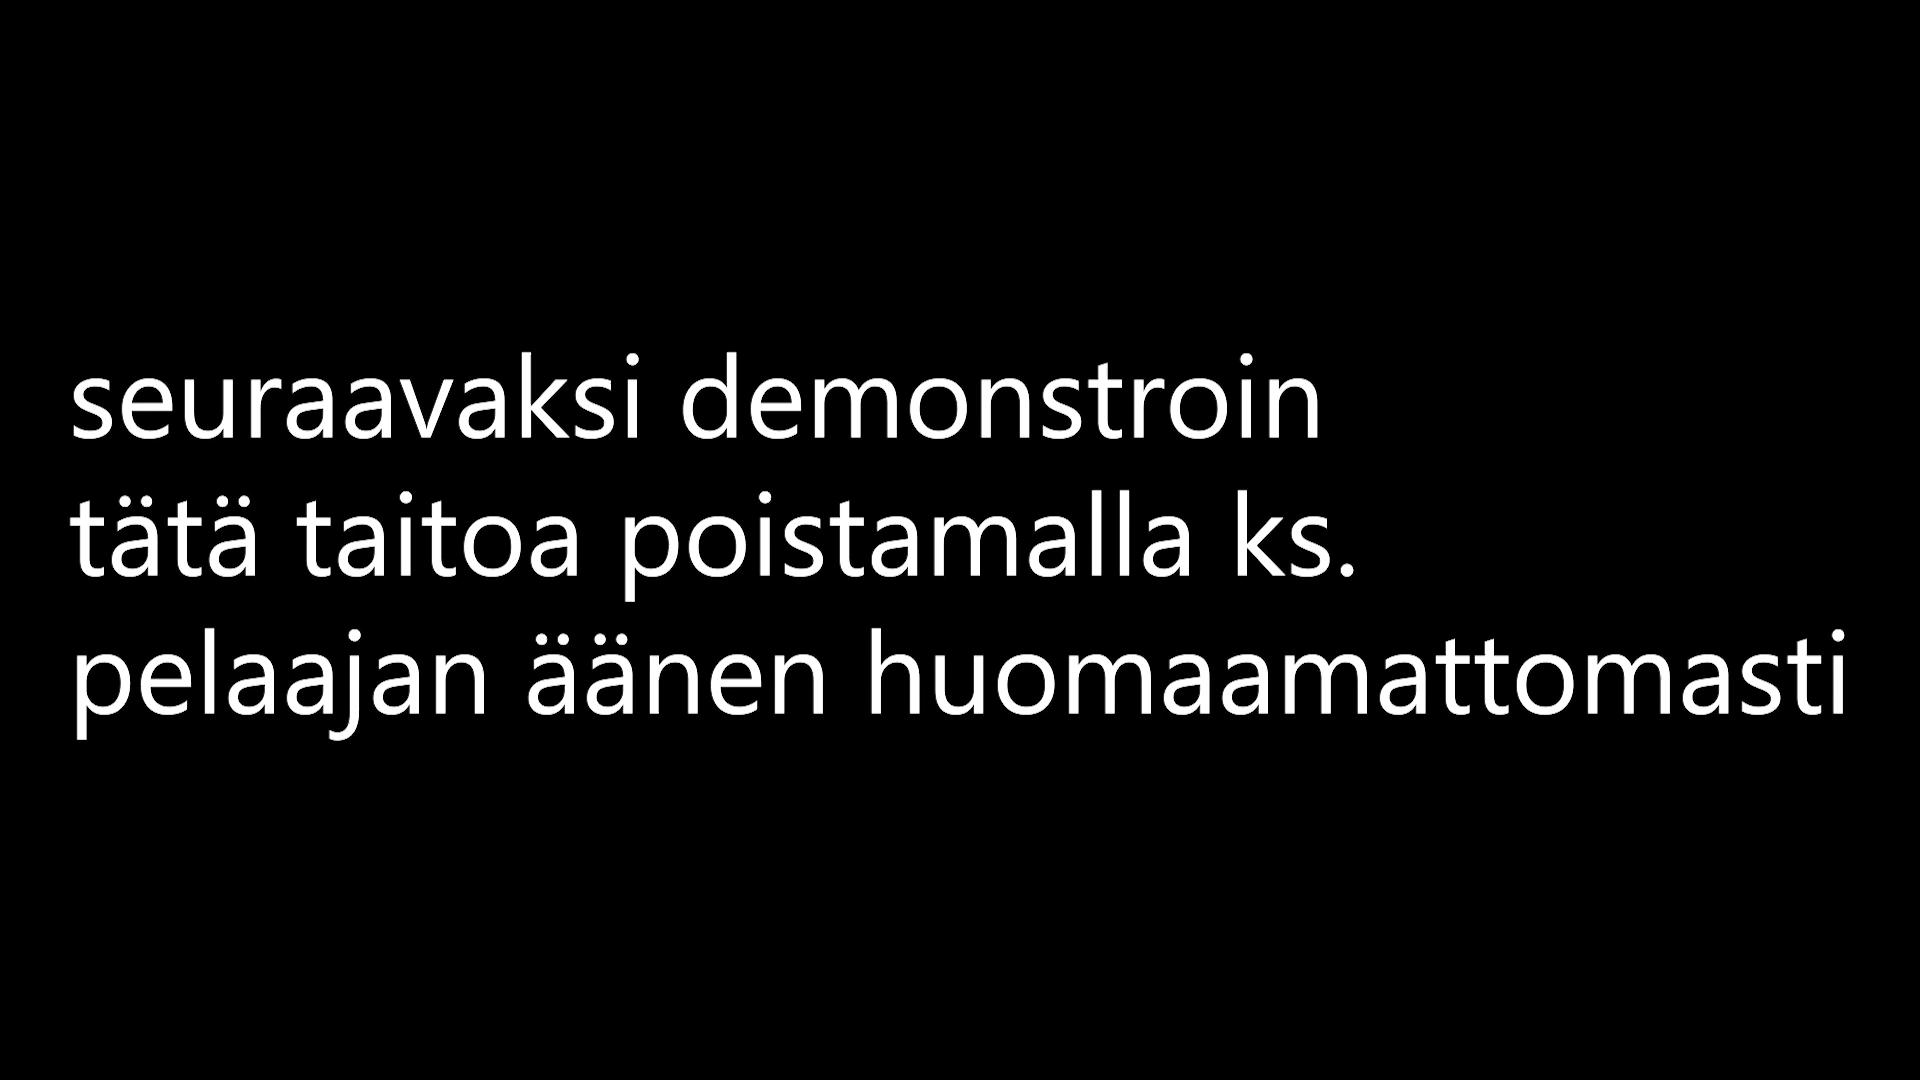 seuraavaksi demonstroin
tätä taitoa poistamalla ks.
pelaajan äänen huomaamattomasti